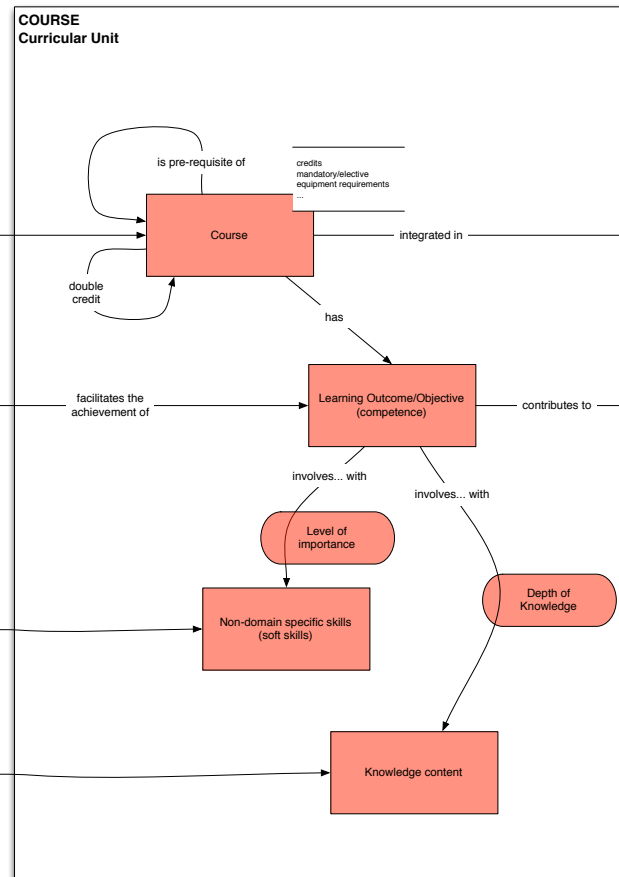 COURSE
Curricular Unit
is pre-requisite of
credits
mandatory/elective
equipment requirements
...
Course
integrated in
double
credit
has
facilitates the
achievement of
Learning Outcome/Objective
(competence)
contributes to
involves... with
involves... with
Level of
importance
Depth of
Knowledge
Non-domain specific skills
(soft skills)
Knowledge content